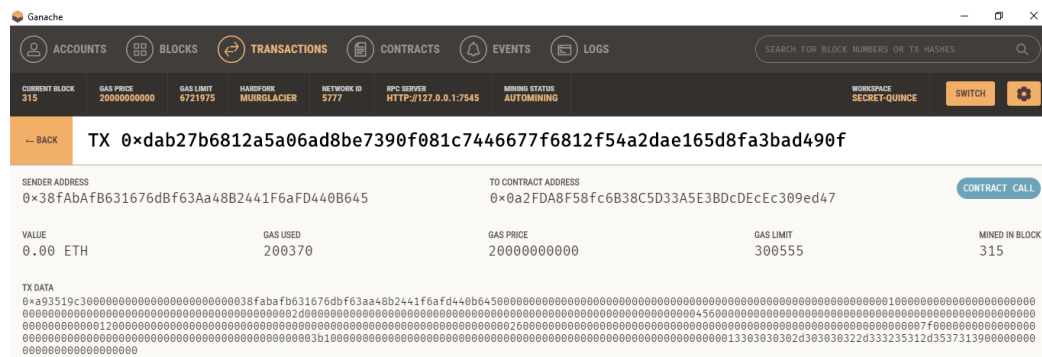 Ganache
ACCOUNTS BLOCKS TRANSACTIONS CONTRACTS EVENTS LOGS SEARCH FOR BLOCK NUMBERS OR TX HASHES
CURRENT BLOCK GAS PRICE GAS LIMIT HARDFORK NETWORK ID RPC SERVER MINING STATUS WORKSPACE SWITCH
315 20000000000 6721975 MUIRGLACIER 5777 HTTP://127.0.0.1:7545 AUTOMINING SECRET-QUINCE
← BACK TX 0×dab27b6812a5a06ad8be7390f081c7446677f6812f54a2dae165d8fa3bad490f
SENDER ADDRESS TO CONTRACT ADDRESS CONTRACT CALL
0×38fAbAfB631676dBf63Aa48B2441F6aFD440B645 0×0a2FDA8F58fc6B38C5D33A5E3BDcDEcEc309ed47
VALUE GAS USED GAS PRICE GAS LIMIT MINED IN BLOCK
0.00 ETH 200370 20000000000 300555 315
TX DATA